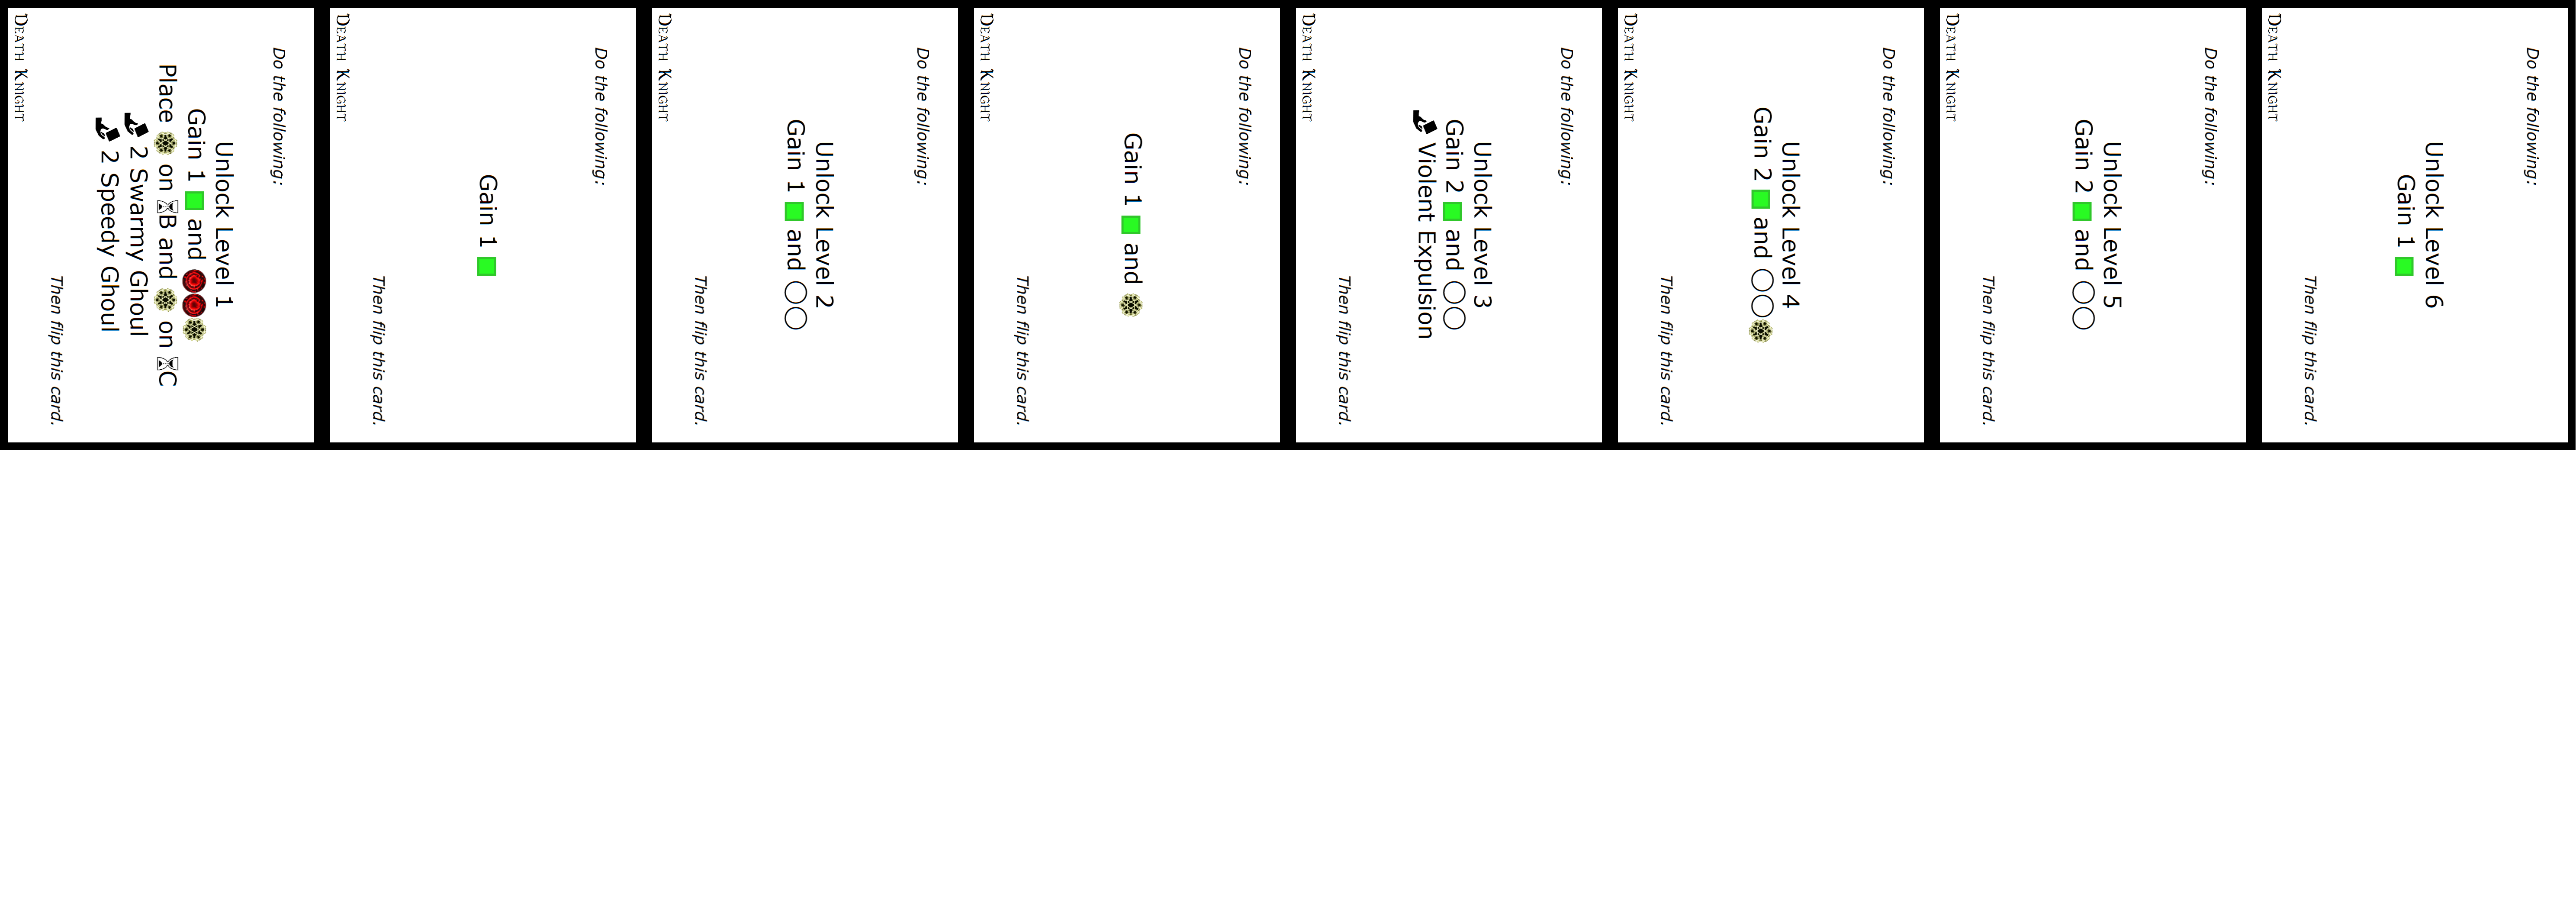 Do the following:
Unlock Level 1
Gain 1 and
Place on B and on C
2 Swarmy Ghoul
2 Speedy Ghoul
Then flip this card.
Death Knight
Do the following:
Gain 1
Then flip this card.
Death Knight
Do the following:
Unlock Level 2
Gain 1 and
Then flip this card.
Death Knight
Do the following:
Gain 1 and
Then flip this card.
Death Knight
Do the following:
Unlock Level 3
Gain 2 and
Violent Expulsion
Then flip this card.
Death Knight
Do the following:
Unlock Level 4
Gain 2 and
Then flip this card.
Death Knight
Do the following:
Unlock Level 5
Gain 2 and
Then flip this card.
Death Knight
Do the following:
Unlock Level 6
Gain 1
Then flip this card.
Death Knight